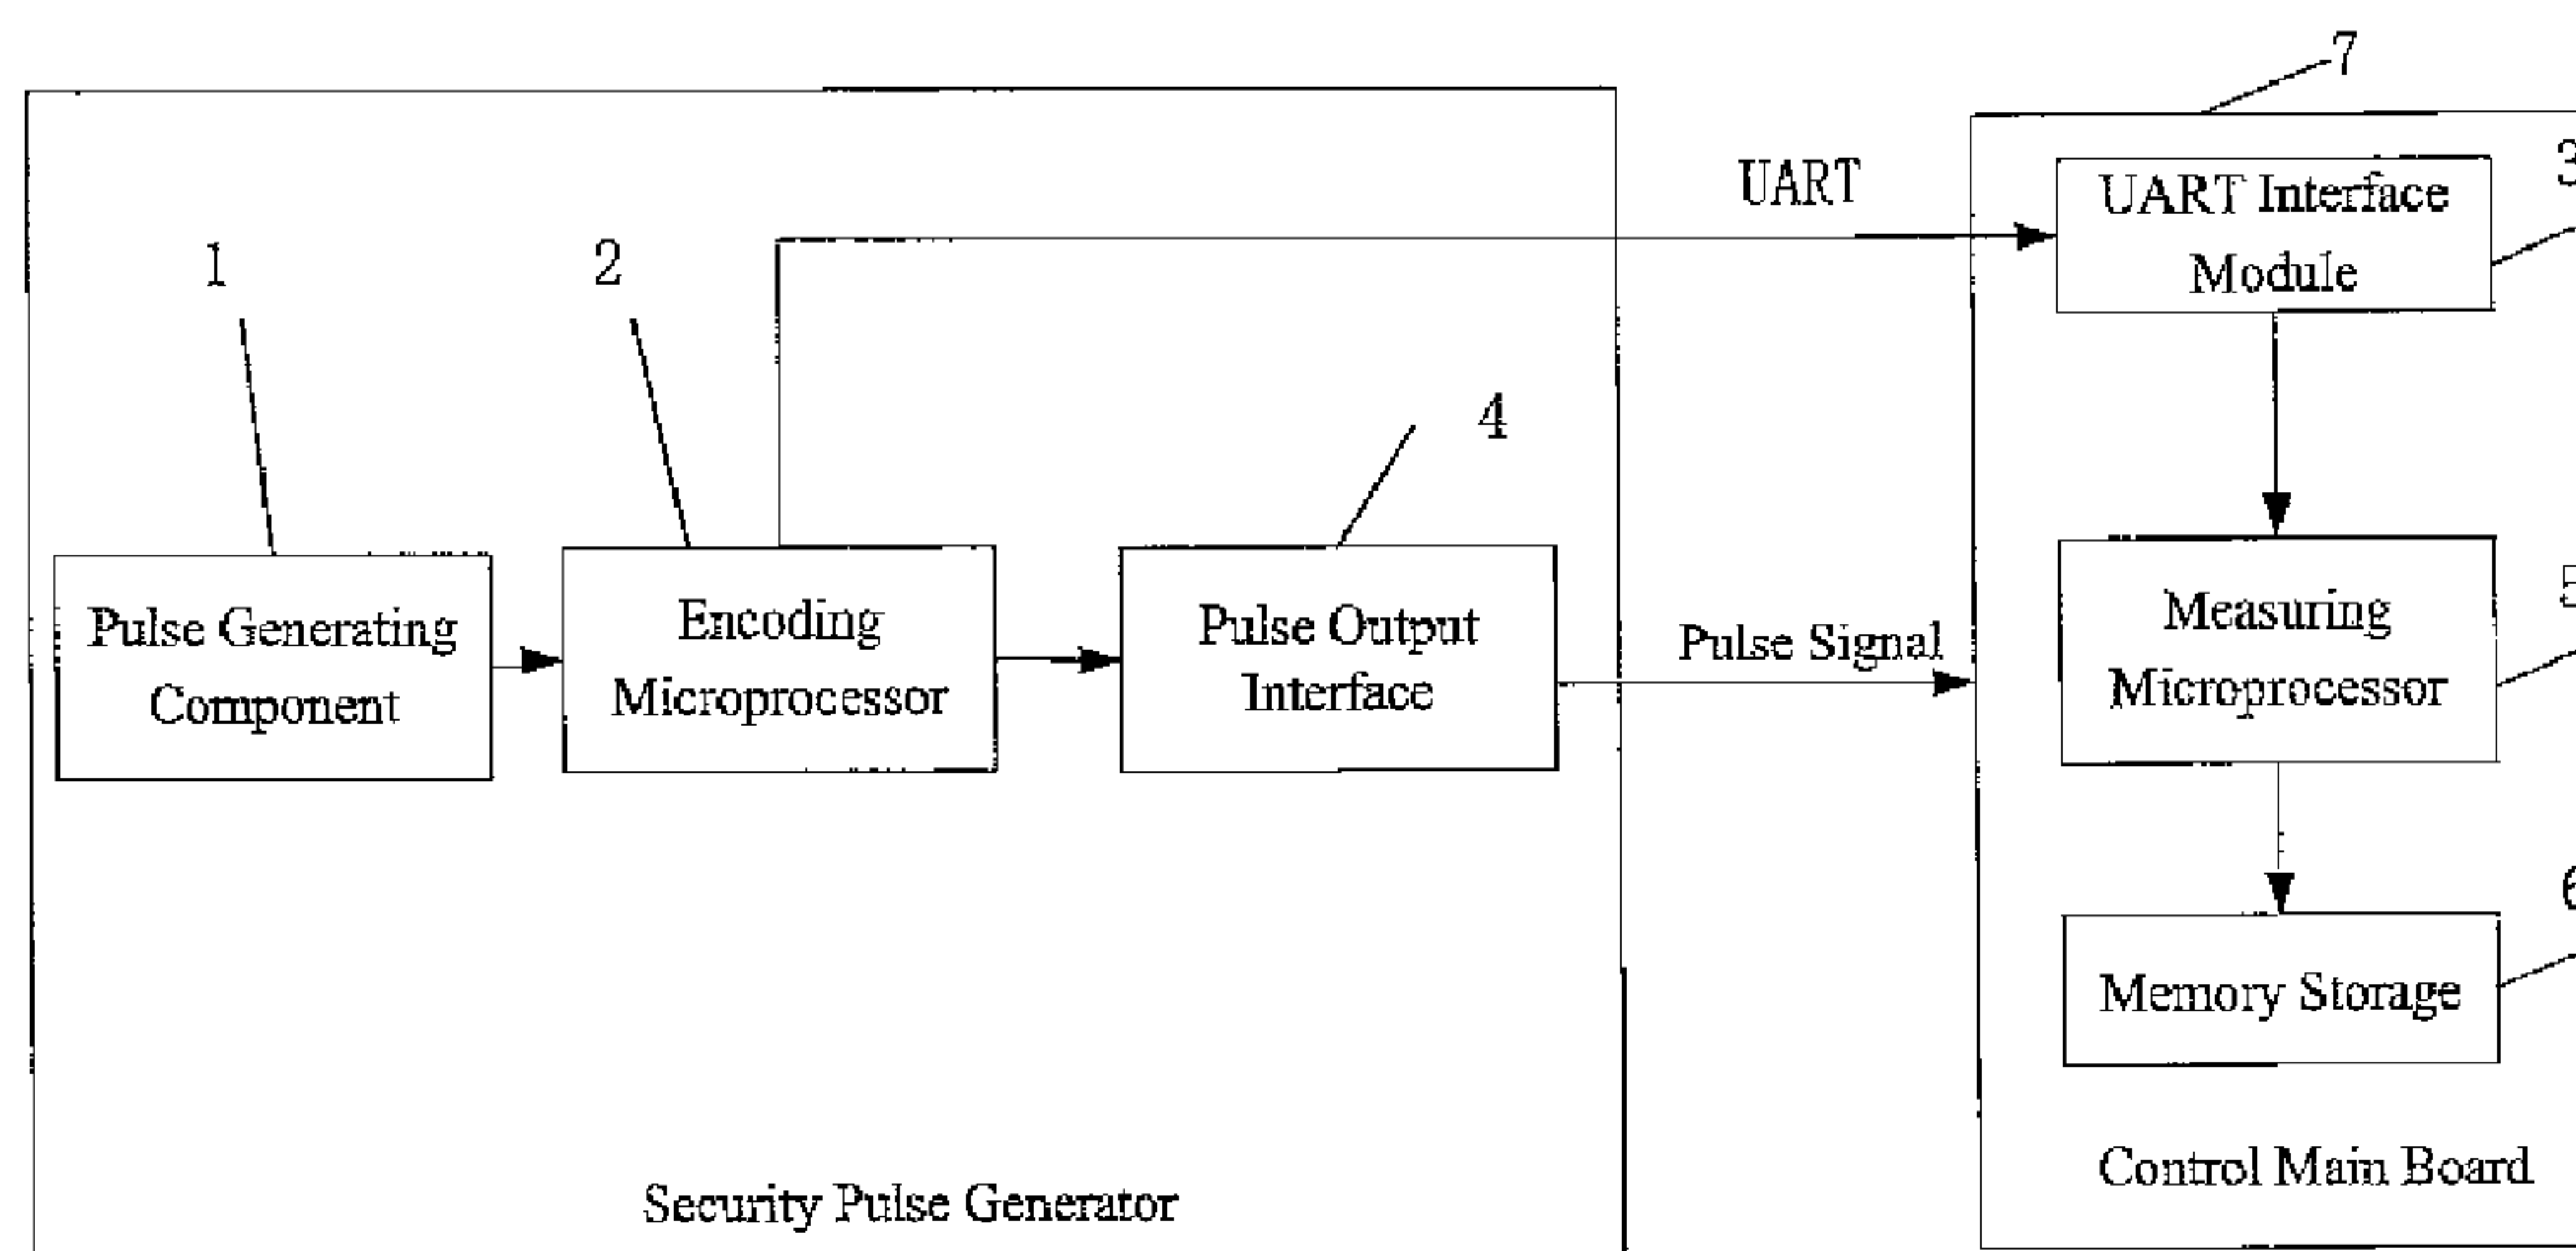 7
UART
UART Interface
Module
3
1
2
4
Pulse Generating
Component
Encoding
Microprocessor
Pulse Output
Interface
Pulse Signal
Measuring
Microprocessor
5
Memory Storage
6
Control Main Board
Security Pulse Generator